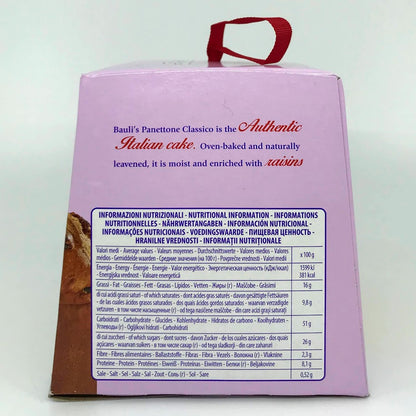 Bauli's Panettone Classico is the Authentic
Italian cake. Oven-baked and naturally
leavened, it is moist and enriched with raisins
INFORMAZIONI NUTRIZIONALI - NUTRITIONAL INFORMATION - INFORMATIONS
NUTRITIONNELLES - NÄHRWERTANGABEN - INFORMACIÓN NUTRICIONAL -
INFORMAÇÕES NUTRICIONAIS - VOEDINGSWAARDE - ПИЩЕВАЯ ЦЕННОСТЬ -
HRANILNE VREDNOSTI - INFORMAȚII NUTRIȚIONALE
Valori medi - Average values - Valeurs moyennes - Durchschnittswerte - Valores medios - Valores
médios - Gemiddelde waarden - Средние значения (на 100 г) - Povprečne vrednosti - Valori medii
x 100 g
Energia - Energy - Énergie - Energie - Valor energético - Энергетическая ценность (кДж/ккал)
- Energijska vrednost - Valoare energetică
1599 kJ
381 kcal
Grassi - Fat - Graisses - Fett - Grasas - Lípidos - Vetten - Жиры (г) - Maščobe - Grăsimi
16 g
di cui acidi grassi saturi - of which saturates - dont acides gras saturés - davon gesättigte Fettsäuren
- de las cuales ácidos grasos saturados - dos quais ácidos gordos saturados - waarvan verzadigde
vetzuren - в том числе насыщенные (г) - od tega nasičene maščobe - din care acizi grași saturați
9,8 g
Carboidrati - Carbohydrate - Glucides - Kohlenhydrate - Hidratos de carbono - Koolhydraten -
Углеводы (г) - Ogljikovi hidrati - Carbohidrați
51 g
di cui zuccheri - of which sugars - dont sucres - davon Zucker - de los cuales azúcares - dos quais
açúcares - waarvan suikers - в том числе сахар (г) - od tega sladkorji - din care zaharuri
26 g
Fibre - Fibres alimentaires - Ballaststoffe - Fibras - Fibra - Vezels - Волокна (г) - Vlaknine
2,3 g
Proteine - Protein - Protéines - Eiweiß - Proteínas - Eiwitten - Белки (г) - Beljakovine
8,1 g
Sale - Salt - Sel - Salz - Sal - Zout - Соль (г) - Sol - Sare
0,52 g